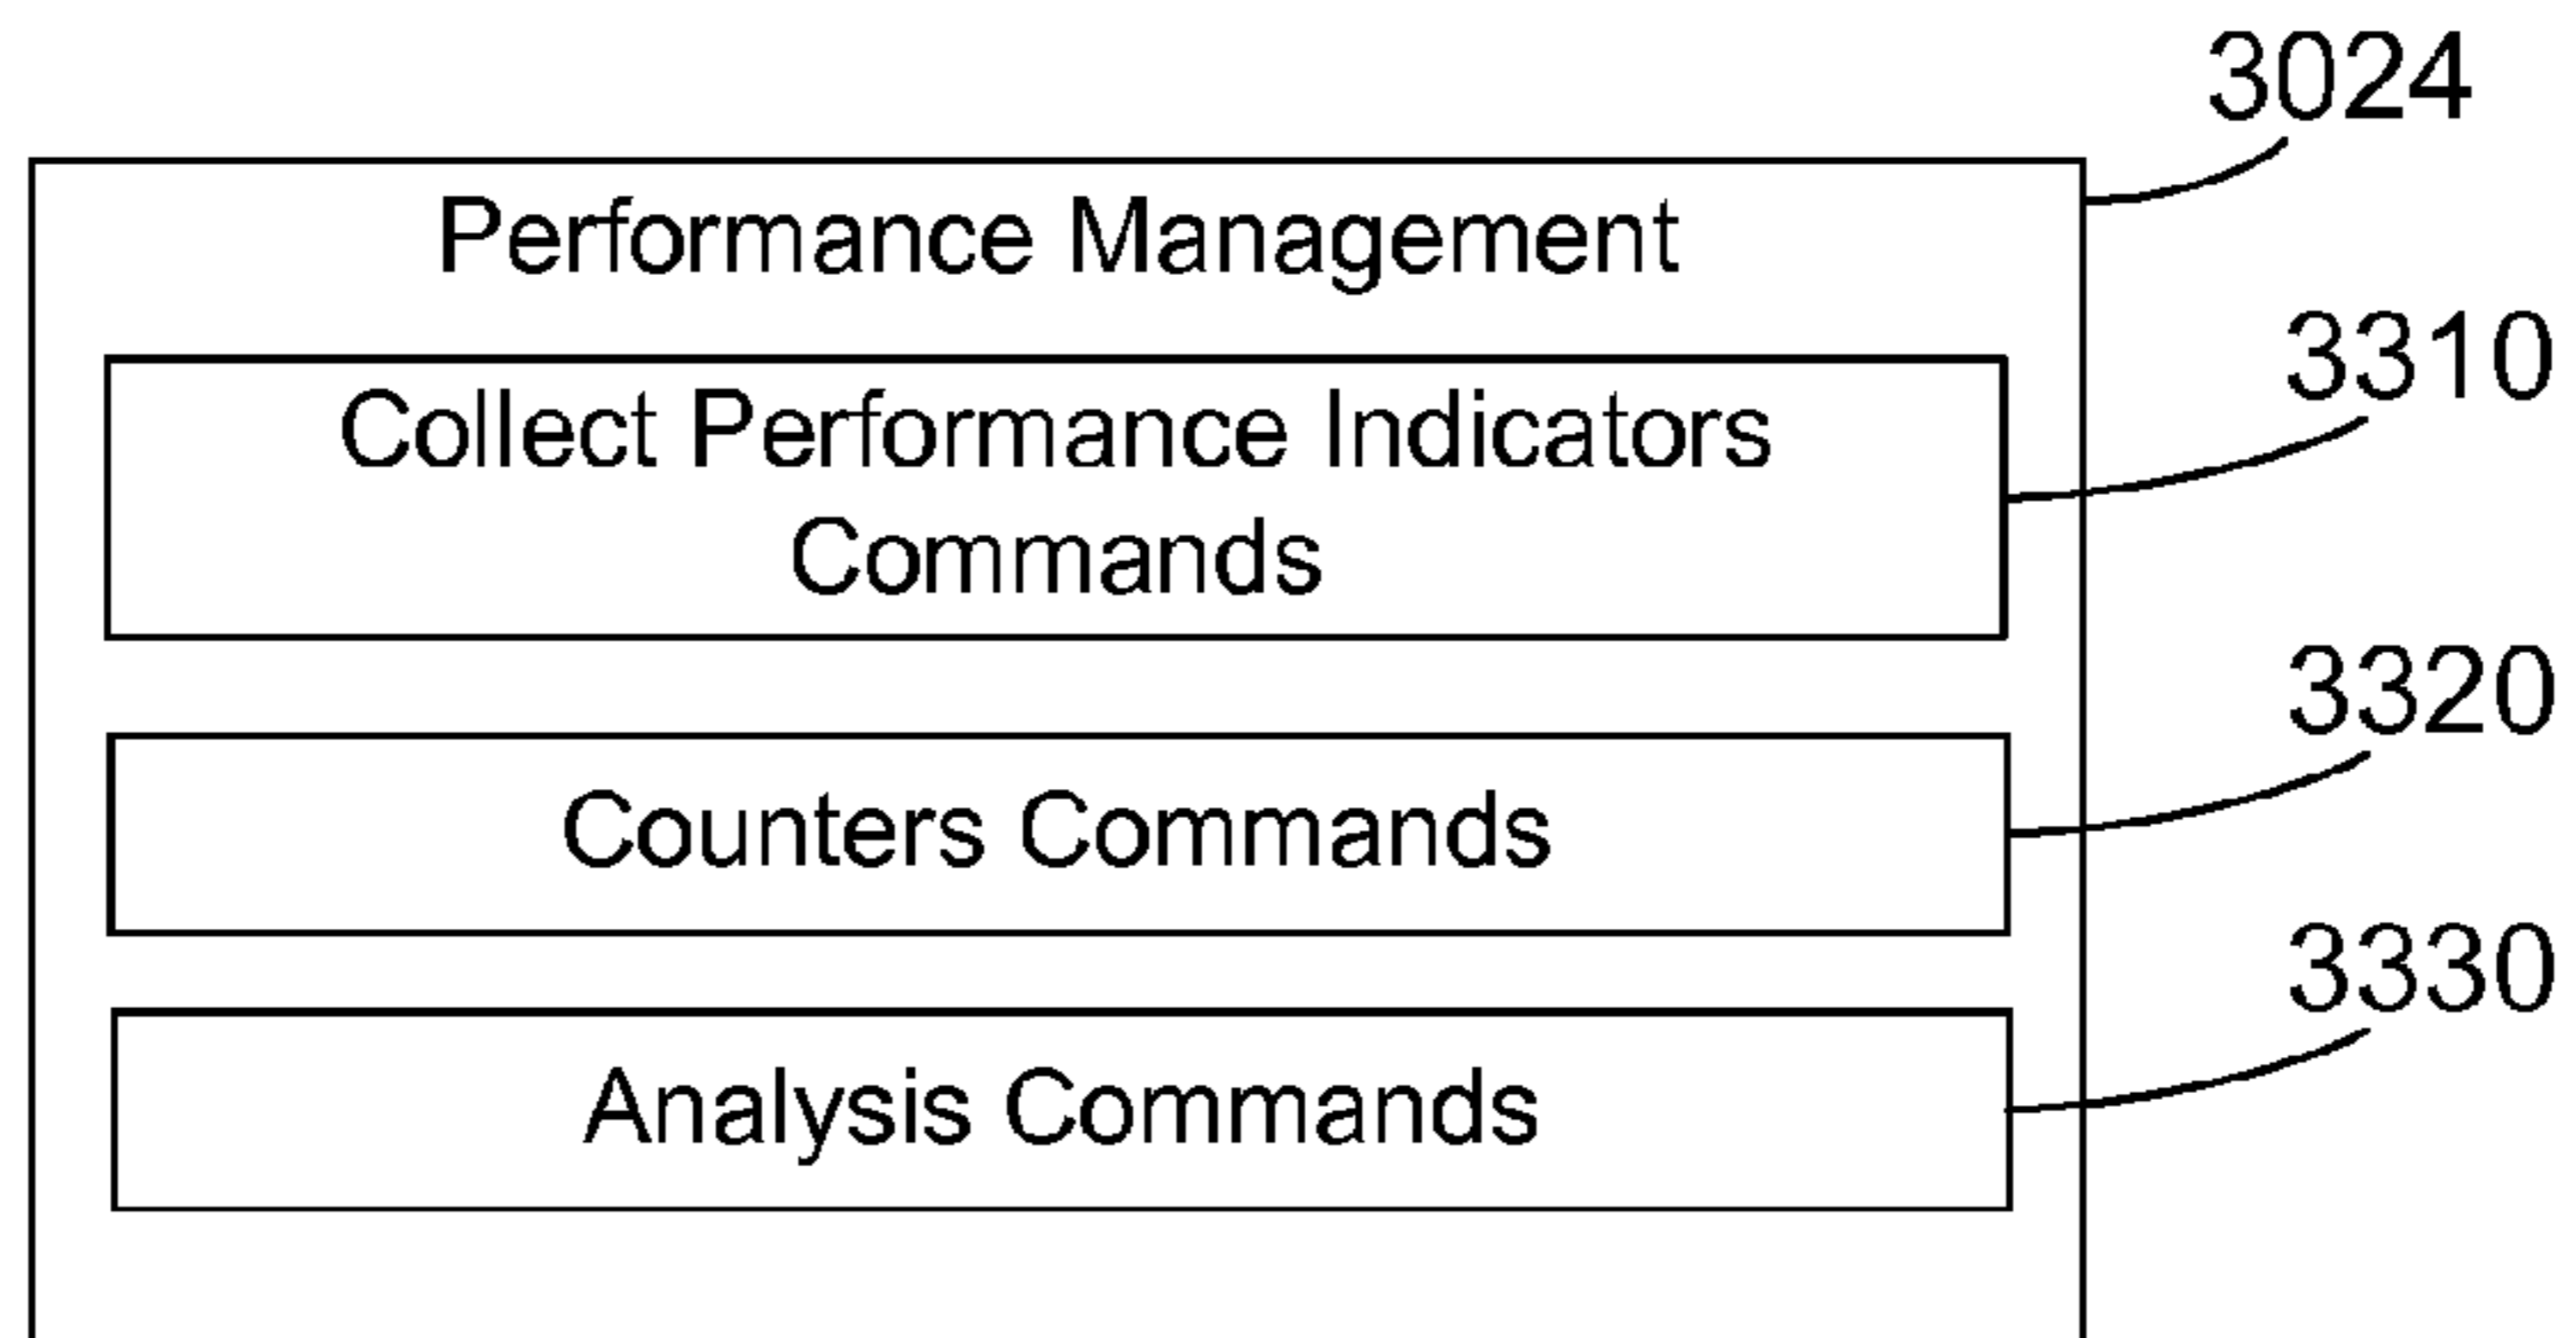 3024
Performance Management
3310
Collect Performance Indicators
Commands
3320
Counters Commands
3330
Analysis Commands